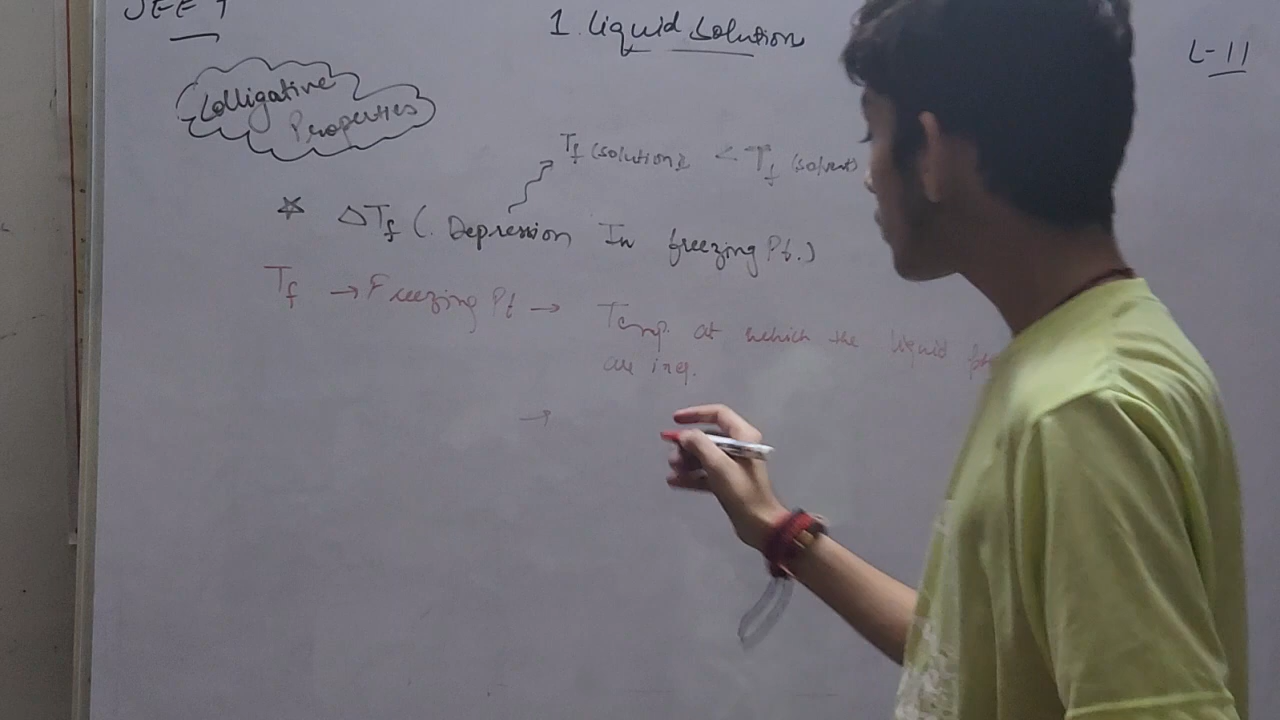 JEE
1. Liquid Solution
L-11
Colligative
Properties
Tf (solution) < Tf (solvent)
☆ ΔTf (. Depression In freezing Pt.)
Tf → Freezing Pt → Temp. at which the liquid
are in eq.
→